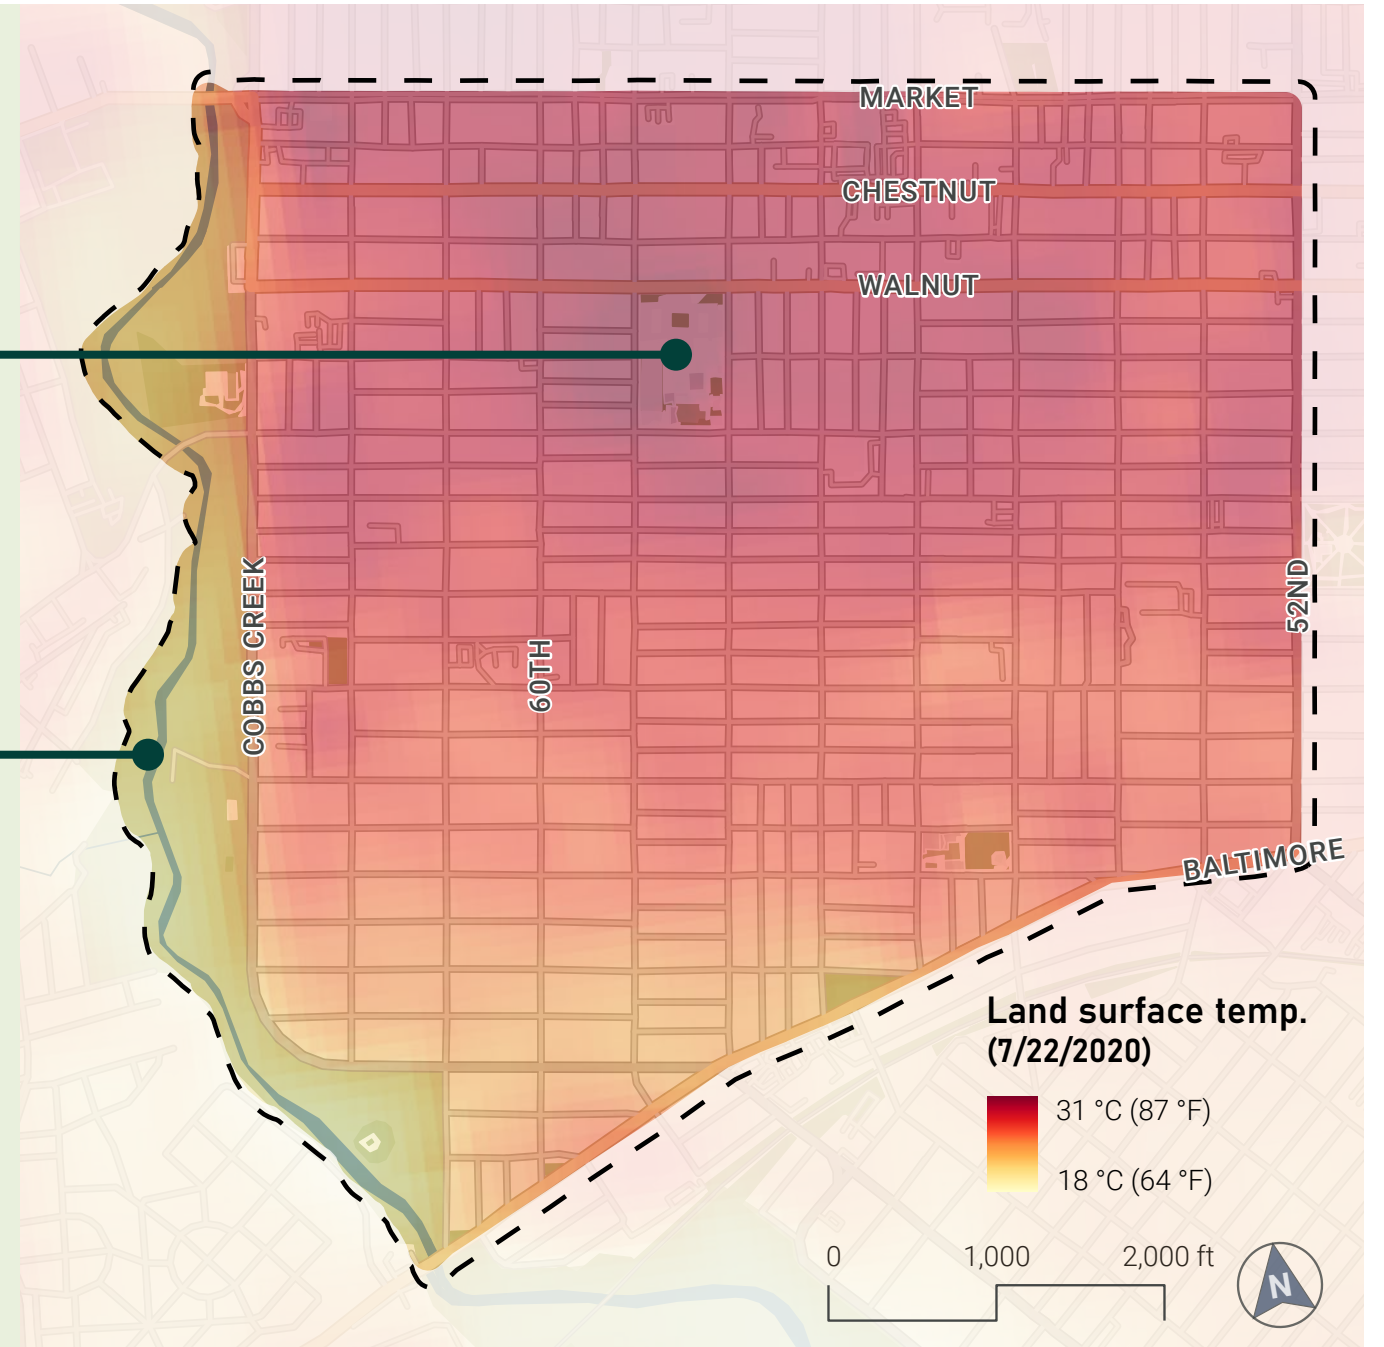 MARKET
CHESTNUT
WALNUT
COBBS CREEK
60TH
52ND
BALTIMORE
Land surface temp.
(7/22/2020)
31 °C (87 °F)
18 °C (64 °F)
0 1,000 2,000 ft
N